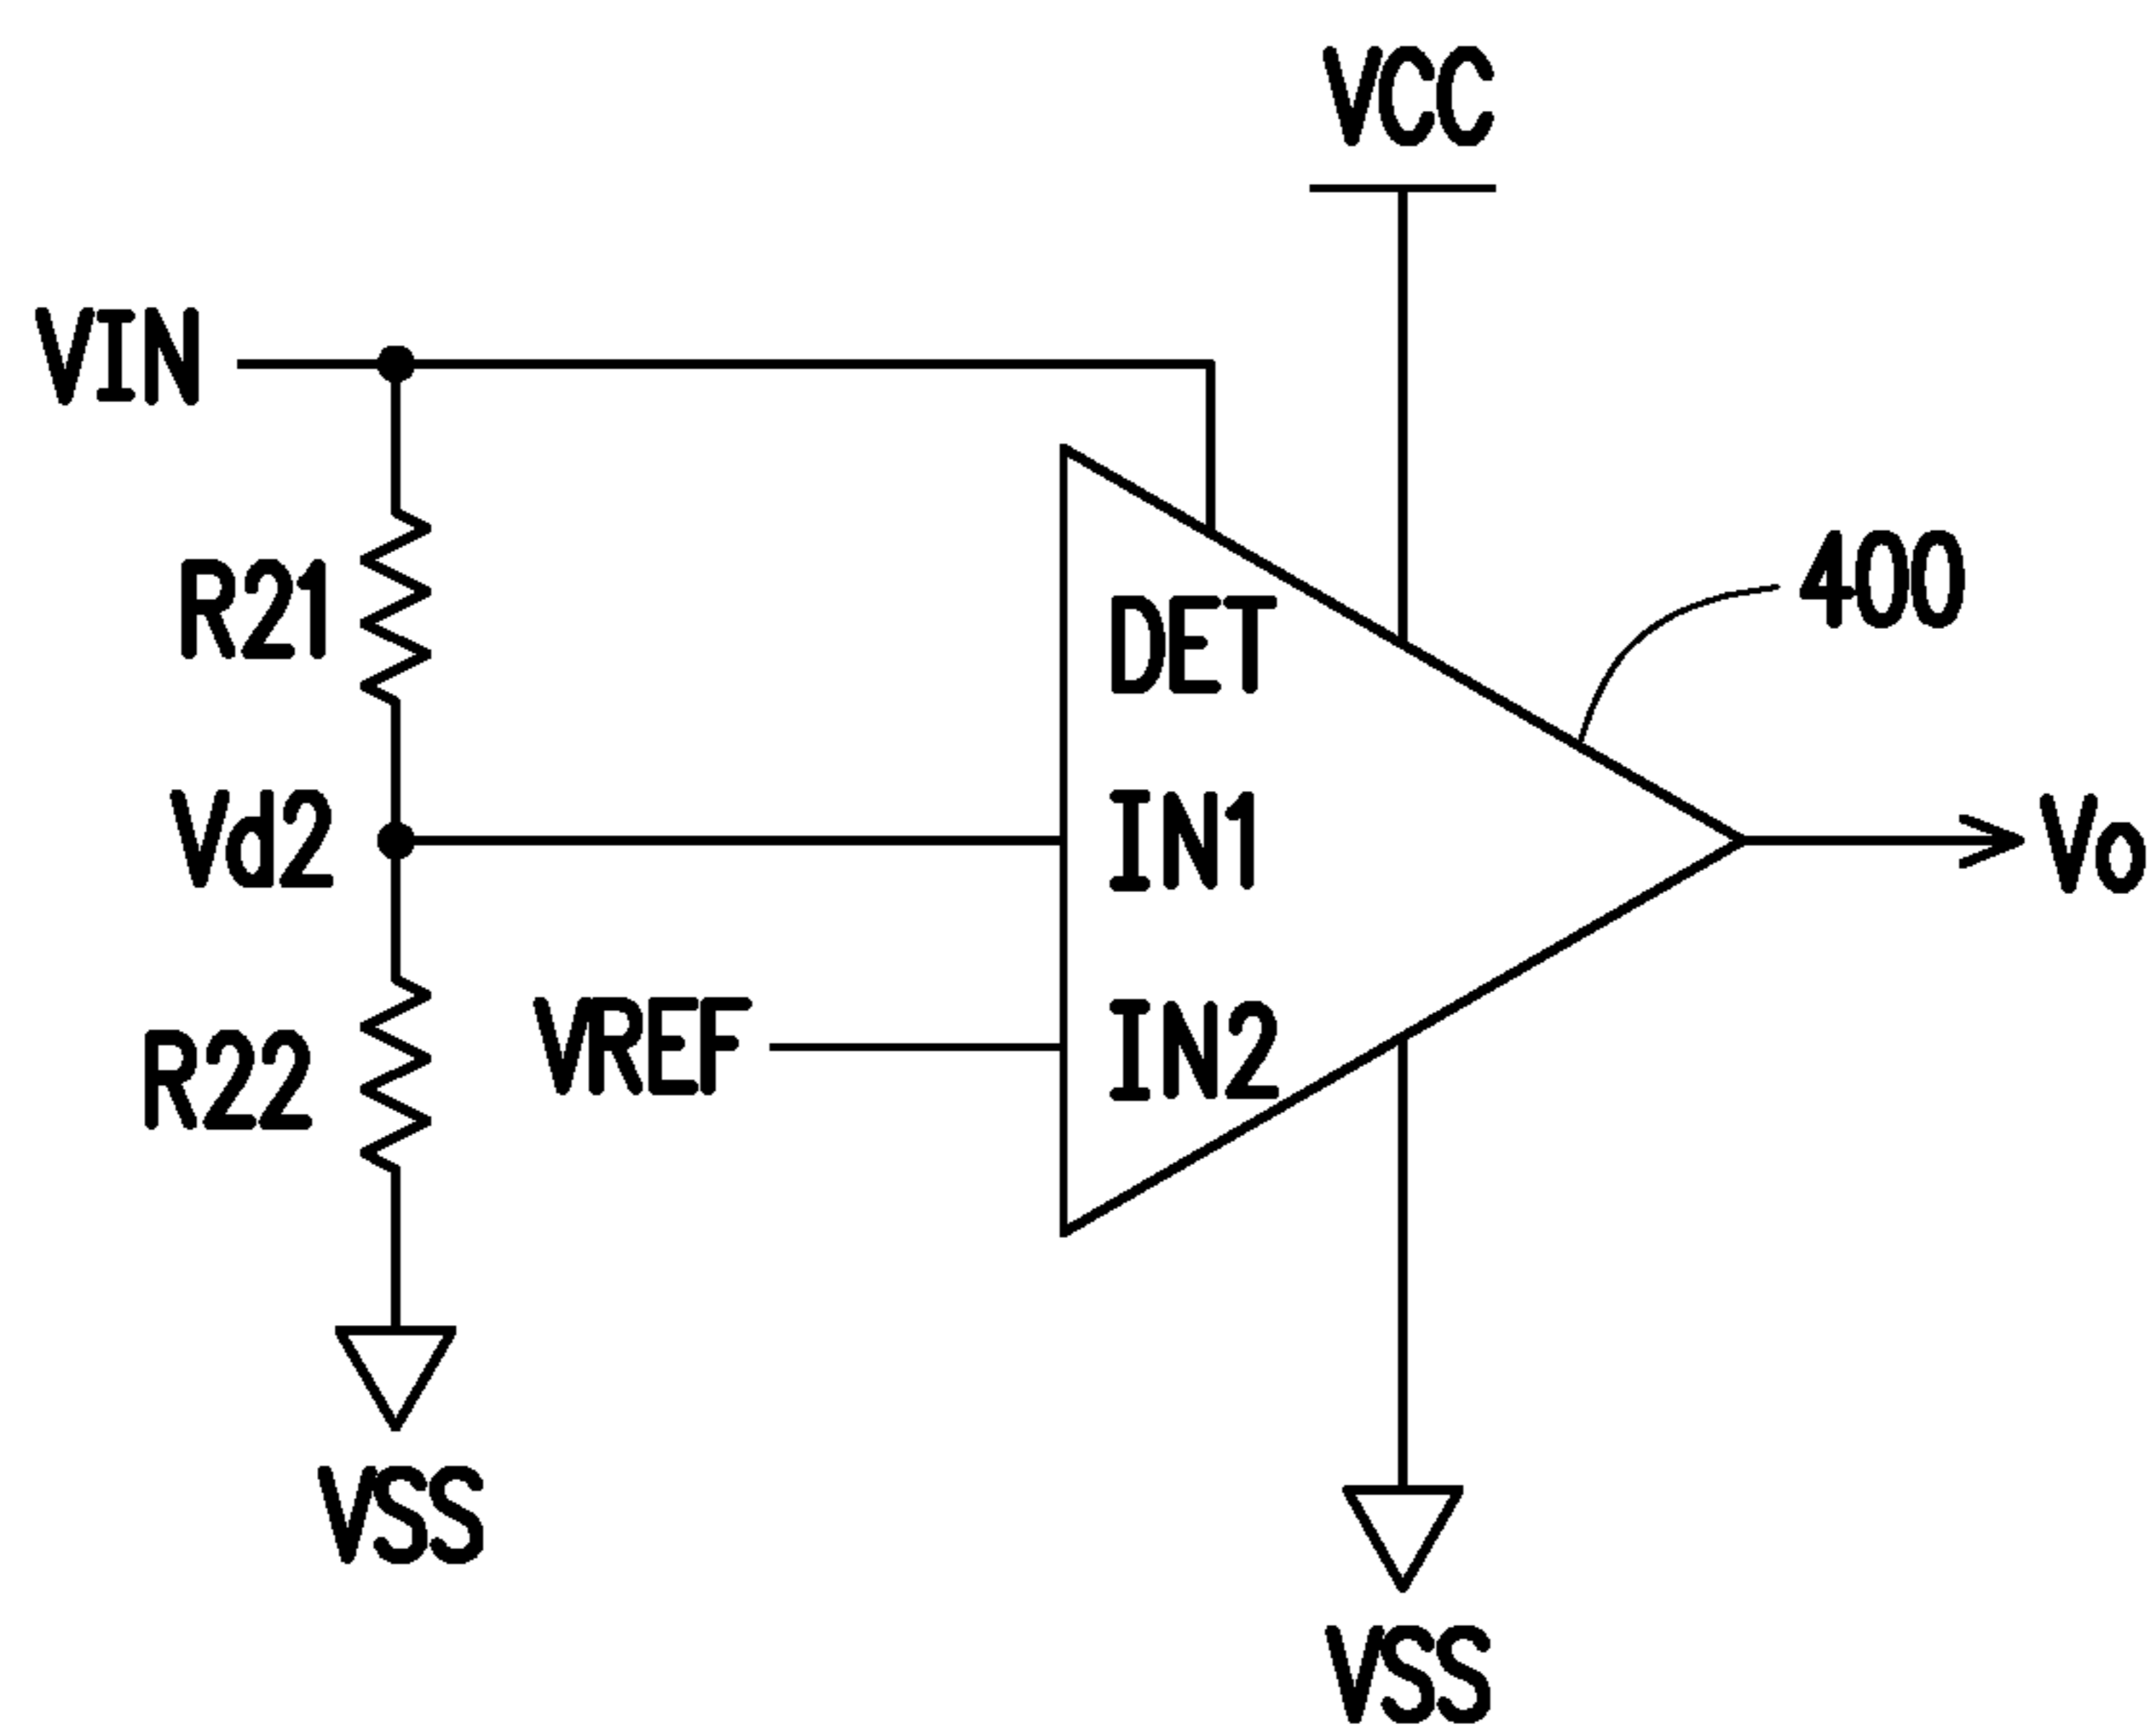 VCC
VIN
R21
DET
400
Vd2
IN1
Vo
VREF
IN2
R22
VSS
VSS